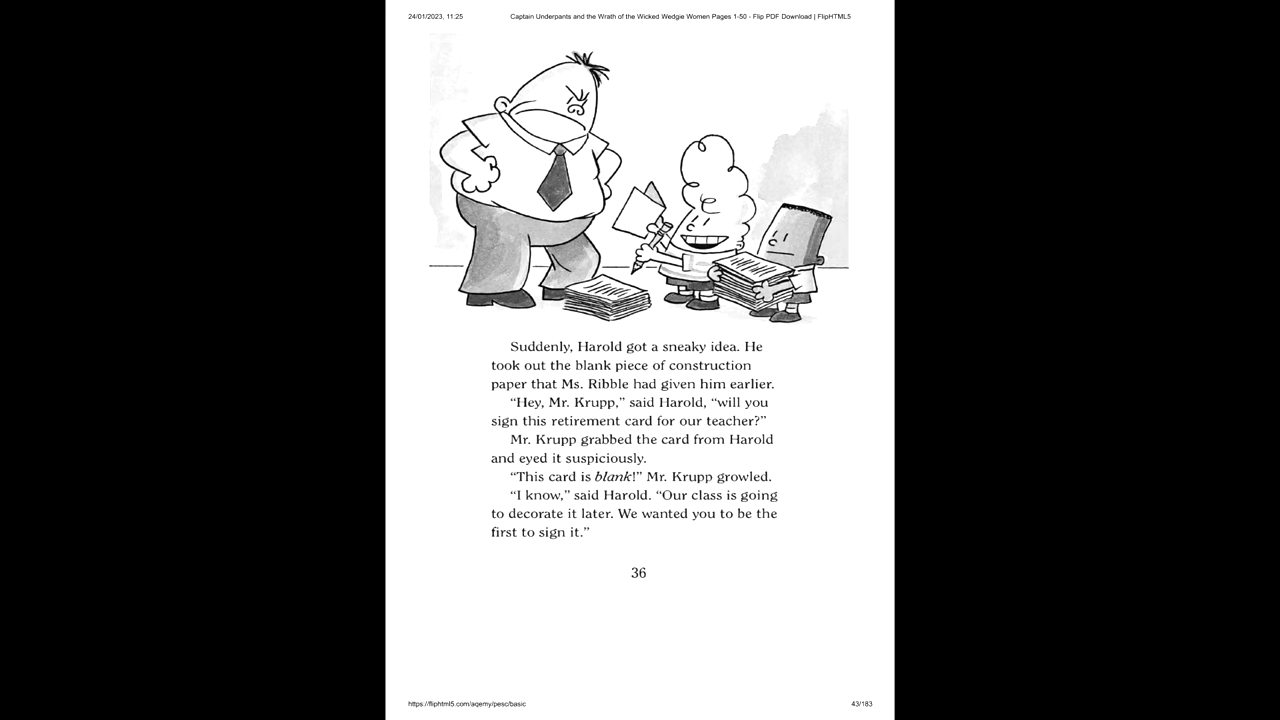 24/01/2023, 11:25 Captain Underpants and the Wrath of the Wicked Wedgie Women Pages 1-50 - Flip PDF Download | FlipHTML5
Suddenly, Harold got a sneaky idea. He
took out the blank piece of construction
paper that Ms. Ribble had given him earlier.
“Hey, Mr. Krupp,” said Harold, “will you
sign this retirement card for our teacher?”
Mr. Krupp grabbed the card from Harold
and eyed it suspiciously.
“This card is blank!” Mr. Krupp growled.
“I know,” said Harold. “Our class is going
to decorate it later. We wanted you to be the
first to sign it.”
36
https://fliphtml5.com/aqemy/pesc/basic 43/183